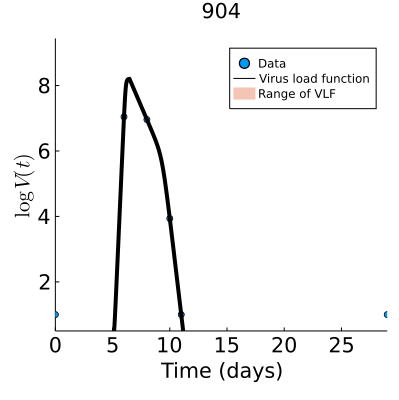 904
Data
Virus load function
Range of VLF
log V(t)
8
6
4
2
0 5 10 15 20 25
Time (days)